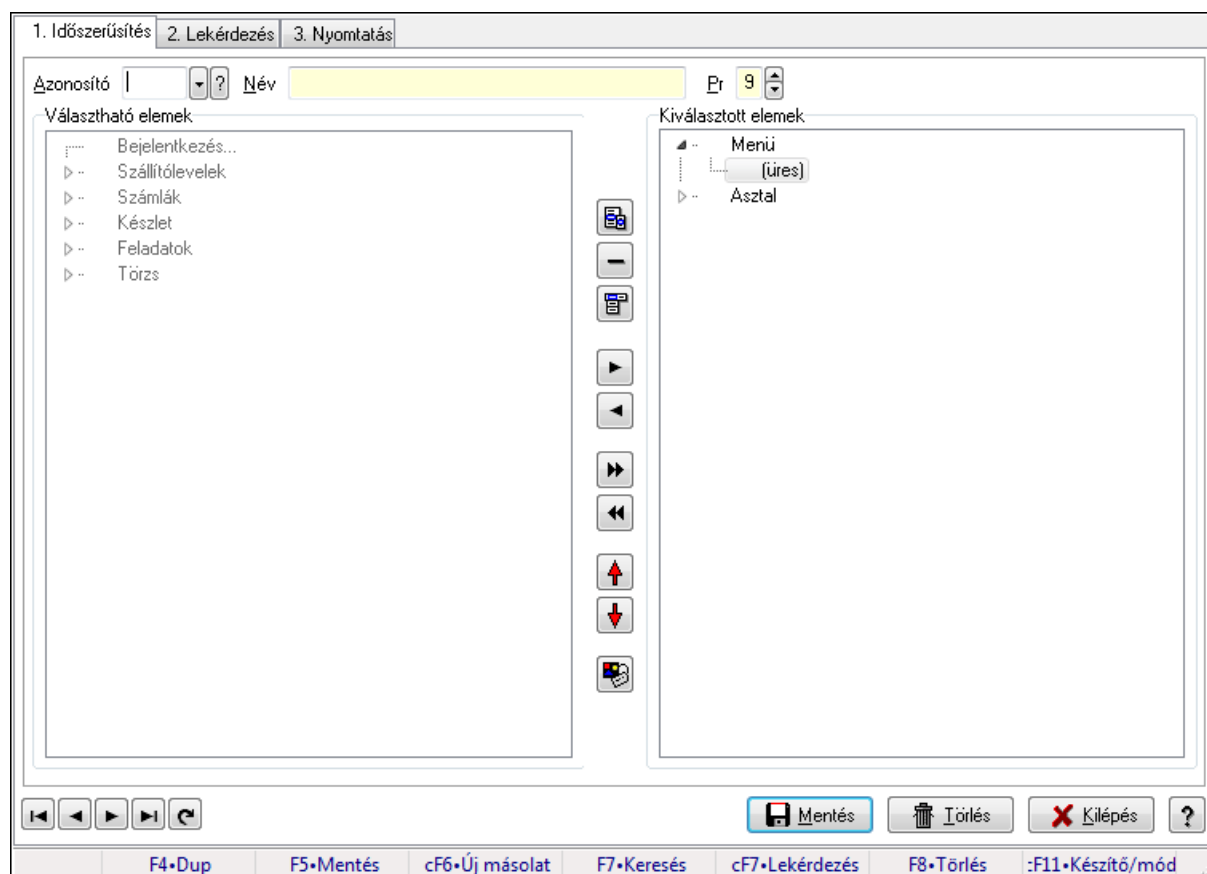 1. Időszerűsítés 2. Lekérdezés 3. Nyomtatás
Azonosító ? Név Pr 9
Választható elemek
Bejelentkezés...
Szállítólevelek
Számlák
Készlet
Feladatok
Törzs
Kiválasztott elemek
Menü
(üres)
Asztal
Mentés Törlés Kilépés ?
F4•Dup F5•Mentés cF6•Új másolat F7•Keresés cF7•Lekérdezés F8•Törlés :F11•Készítő/mód